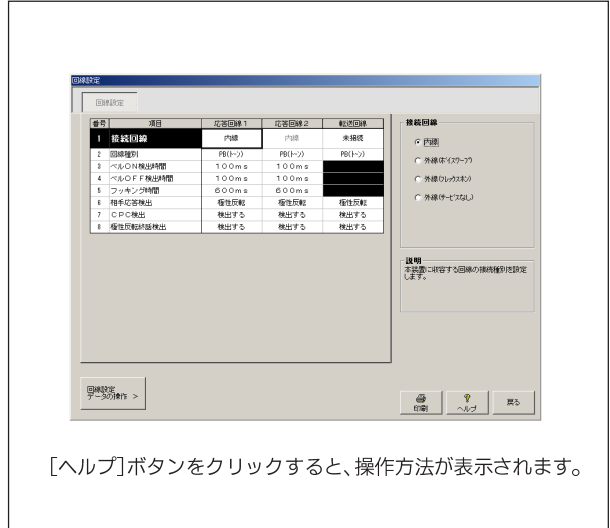 回線設定
回線設定
番号 項目 応答回線1 応答回線2 転送回線
1 接続回線 内線 内線 未接続
2 回線種別 PB(トーン) PB(トーン) PB(トーン)
3 ベルON検出時間 100ms 100ms
4 ベルOFF検出時間 100ms 100ms
5 フッキング時間 600ms 600ms
6 相手応答検出 極性反転 極性反転 極性反転
7 CPC検出 検出する 検出する 検出する
8 極性反転終話検出 検出する 検出する 検出する
接続回線
内線
外線(ボイスワープ)
外線(フレックスホン)
外線(サービスなし)
説明
本装置に収容する回線の接続種別を設定
します。
回線設定
データの操作 >
印刷 ヘルプ 戻る
[ヘルプ]ボタンをクリックすると、操作方法が表示されます。